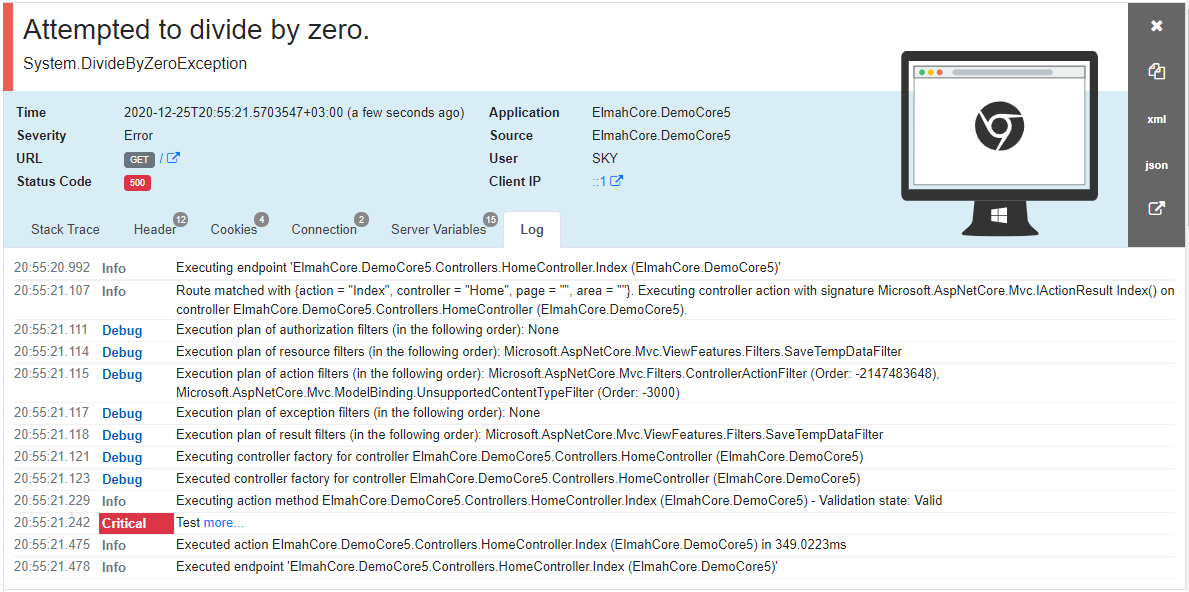 Attempted to divide by zero.
System.DivideByZeroException
Time 2020-12-25T20:55:21.5703547+03:00 (a few seconds ago) Application ElmahCore.DemoCore5
Severity Error Source ElmahCore.DemoCore5
URL GET / User SKY
Status Code 500 Client IP ::1
xml
json
Stack Trace Header 12 Cookies 4 Connection 2 Server Variables 15 Log
20:55:20.992 Info Executing endpoint 'ElmahCore.DemoCore5.Controllers.HomeController.Index (ElmahCore.DemoCore5)'
20:55:21.107 Info Route matched with {action = "Index", controller = "Home", page = "", area = ""}. Executing controller action with signature Microsoft.AspNetCore.Mvc.IActionResult Index() on
controller ElmahCore.DemoCore5.Controllers.HomeController (ElmahCore.DemoCore5).
20:55:21.111 Debug Execution plan of authorization filters (in the following order): None
20:55:21.114 Debug Execution plan of resource filters (in the following order): Microsoft.AspNetCore.Mvc.ViewFeatures.Filters.SaveTempDataFilter
20:55:21.115 Debug Execution plan of action filters (in the following order): Microsoft.AspNetCore.Mvc.Filters.ControllerActionFilter (Order: -2147483648),
Microsoft.AspNetCore.Mvc.ModelBinding.UnsupportedContentTypeFilter (Order: -3000)
20:55:21.117 Debug Execution plan of exception filters (in the following order): None
20:55:21.118 Debug Execution plan of result filters (in the following order): Microsoft.AspNetCore.Mvc.ViewFeatures.Filters.SaveTempDataFilter
20:55:21.121 Debug Executing controller factory for controller ElmahCore.DemoCore5.Controllers.HomeController (ElmahCore.DemoCore5)
20:55:21.123 Debug Executed controller factory for controller ElmahCore.DemoCore5.Controllers.HomeController (ElmahCore.DemoCore5)
20:55:21.229 Info Executing action method ElmahCore.DemoCore5.Controllers.HomeController.Index (ElmahCore.DemoCore5) - Validation state: Valid
20:55:21.242 Critical Test more...
20:55:21.475 Info Executed action ElmahCore.DemoCore5.Controllers.HomeController.Index (ElmahCore.DemoCore5) in 349.0223ms
20:55:21.478 Info Executed endpoint 'ElmahCore.DemoCore5.Controllers.HomeController.Index (ElmahCore.DemoCore5)'